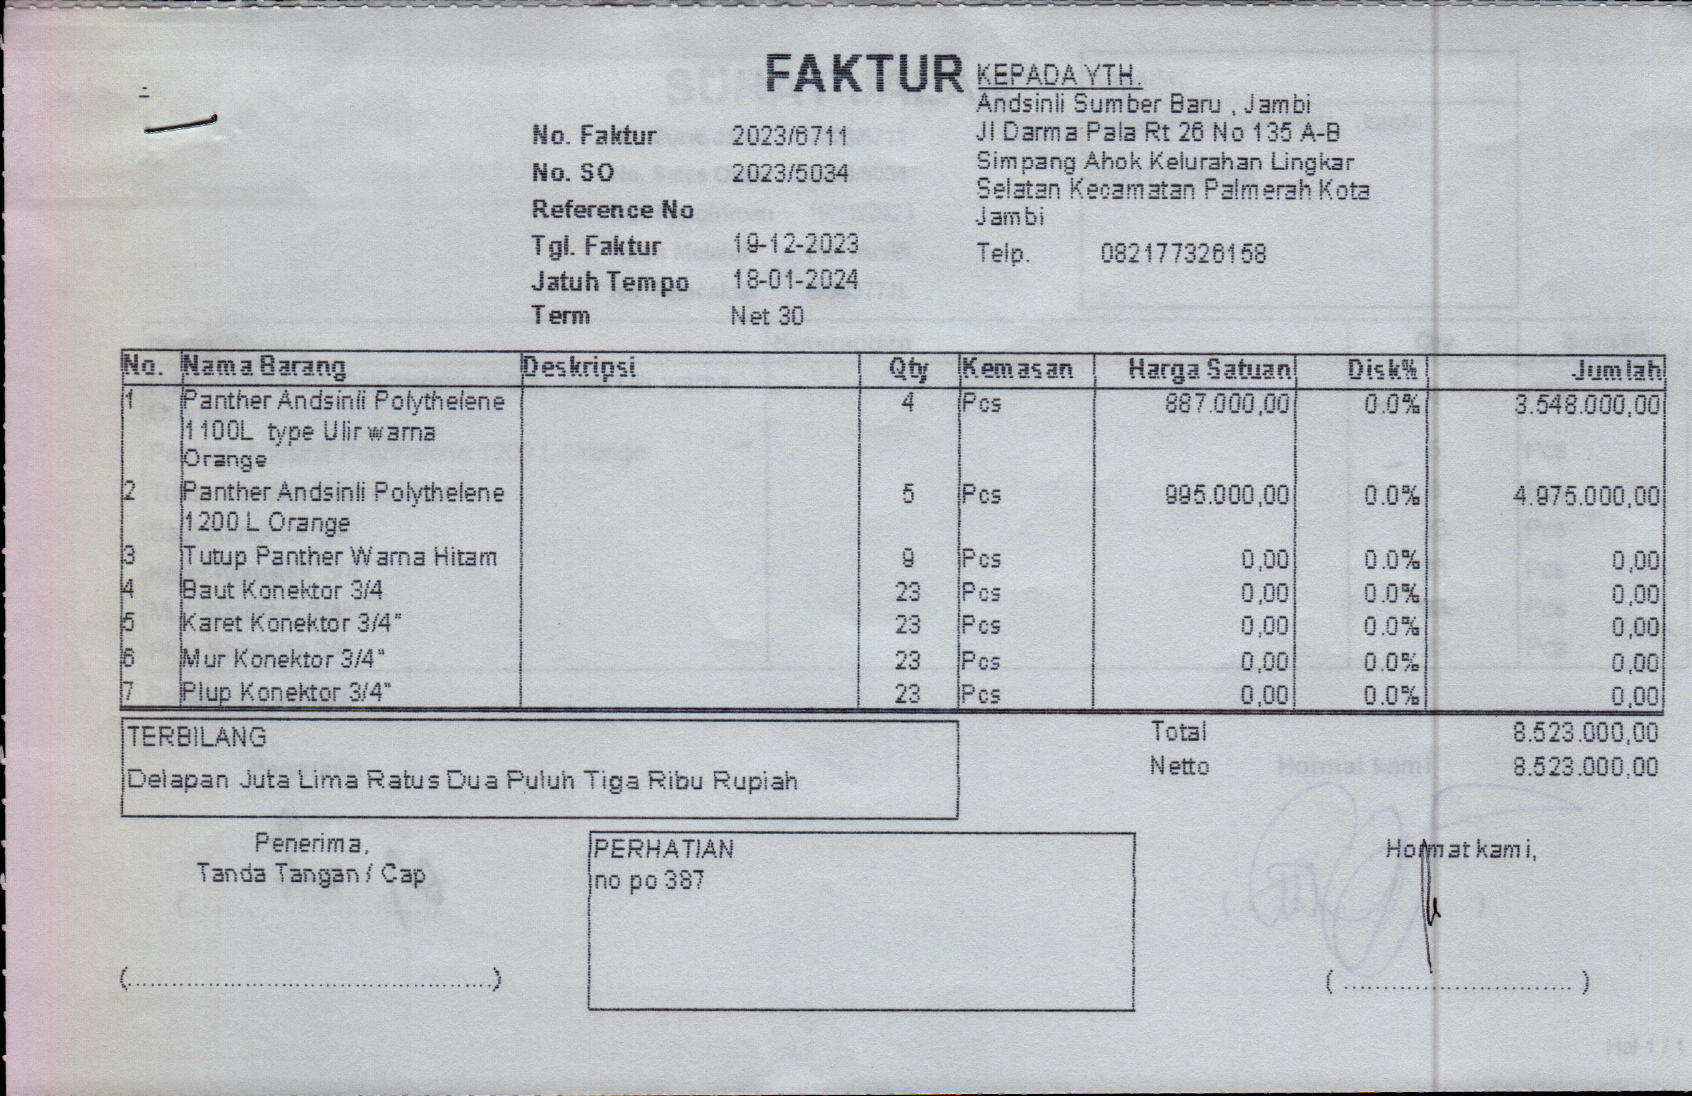 FAKTUR
No. Faktur 2023/6711
No. SO 2023/5034
Reference No
Tgl. Faktur 19-12-2023
Jatuh Tempo 18-01-2024
Term Net 30
KEPADA YTH.
Andsinli Sumber Baru , Jambi
Jl Darma Pala Rt 26 No 135 A-B
Simpang Ahok Kelurahan Lingkar
Selatan Kecamatan Palmerah Kota
Jambi
Telp. 082177326158
No. Nama Barang Deskripsi Qty Kemasan Harga Satuan Disk% Jumlah
1 Panther Andsinli Polythelene 4 Pcs 887.000,00 0.0% 3.548.000,00
1100L type Ulir warna
Orange
2 Panther Andsinli Polythelene 5 Pcs 995.000,00 0.0% 4.975.000,00
1200 L Orange
3 Tutup Panther Warna Hitam 9 Pcs 0,00 0.0% 0,00
4 Baut Konektor 3/4 23 Pcs 0,00 0.0% 0,00
5 Karet Konektor 3/4" 23 Pcs 0,00 0.0% 0,00
6 Mur Konektor 3/4" 23 Pcs 0,00 0.0% 0,00
7 Plup Konektor 3/4" 23 Pcs 0,00 0.0% 0,00
TERBILANG
Delapan Juta Lima Ratus Dua Puluh Tiga Ribu Rupiah
Total 8.523.000,00
Netto 8.523.000,00
Penerima,
Tanda Tangan / Cap
(..............................................)
PERHATIAN
no po 387
Hormat kami,
( ............................. )
Hal 1 / 1